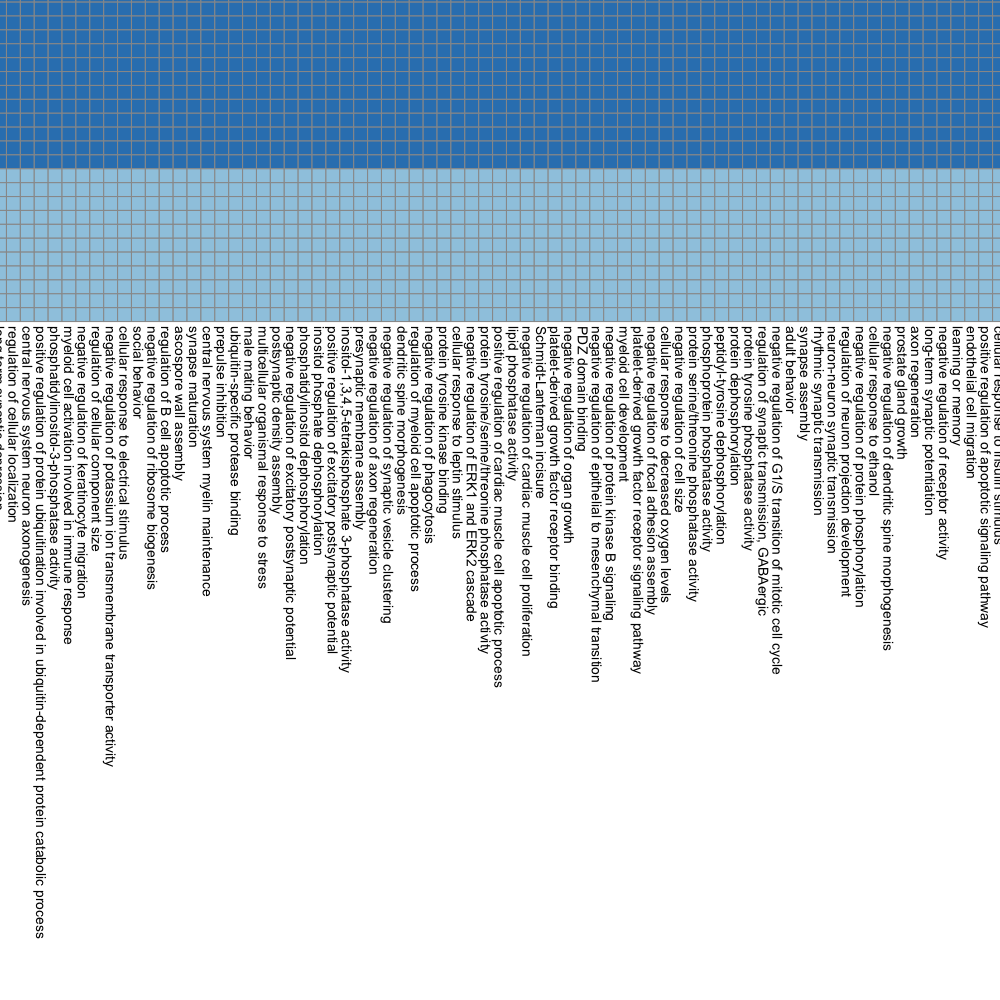 cellular response to insulin stimulus
positive regulation of apoptotic signaling pathway
endothelial cell migration
learning or memory
negative regulation of receptor activity
long-term synaptic potentiation
axon regeneration
prostate gland growth
negative regulation of dendritic spine morphogenesis
cellular response to ethanol
negative regulation of protein phosphorylation
regulation of neuron projection development
neuron-neuron synaptic transmission
rhythmic synaptic transmission
synapse assembly
adult behavior
negative regulation of G1/S transition of mitotic cell cycle
regulation of synaptic transmission, GABAergic
protein tyrosine phosphatase activity
protein dephosphorylation
peptidyl-tyrosine dephosphorylation
phosphoprotein phosphatase activity
protein serine/threonine phosphatase activity
negative regulation of cell size
cellular response to decreased oxygen levels
negative regulation of focal adhesion assembly
platelet-derived growth factor receptor signaling pathway
myeloid cell development
negative regulation of protein kinase B signaling
negative regulation of epithelial to mesenchymal transition
PDZ domain binding
negative regulation of organ growth
platelet-derived growth factor receptor binding
Schmidt-Lanterman incisure
negative regulation of cardiac muscle cell proliferation
lipid phosphatase activity
positive regulation of cardiac muscle cell apoptotic process
protein tyrosine/serine/threonine phosphatase activity
negative regulation of ERK1 and ERK2 cascade
cellular response to leptin stimulus
protein tyrosine kinase binding
negative regulation of phagocytosis
regulation of myeloid cell apoptotic process
dendritic spine morphogenesis
negative regulation of synaptic vesicle clustering
negative regulation of axon regeneration
presynaptic membrane assembly
inositol-1,3,4,5-tetrakisphosphate 3-phosphatase activity
positive regulation of excitatory postsynaptic potential
inositol phosphate dephosphorylation
phosphatidylinositol dephosphorylation
negative regulation of excitatory postsynaptic potential
postsynaptic density assembly
multicellular organismal response to stress
male mating behavior
ubiquitin-specific protease binding
prepulse inhibition
central nervous system myelin maintenance
synapse maturation
ascospore wall assembly
regulation of B cell apoptotic process
negative regulation of ribosome biogenesis
social behavior
cellular response to electrical stimulus
negative regulation of potassium ion transmembrane transporter activity
regulation of cellular component size
negative regulation of keratinocyte migration
myeloid cell activation involved in immune response
phosphatidylinositol-3-phosphatase activity
positive regulation of protein ubiquitination involved in ubiquitin-dependent protein catabolic process
central nervous system neuron axonogenesis
regulation of cellular localization